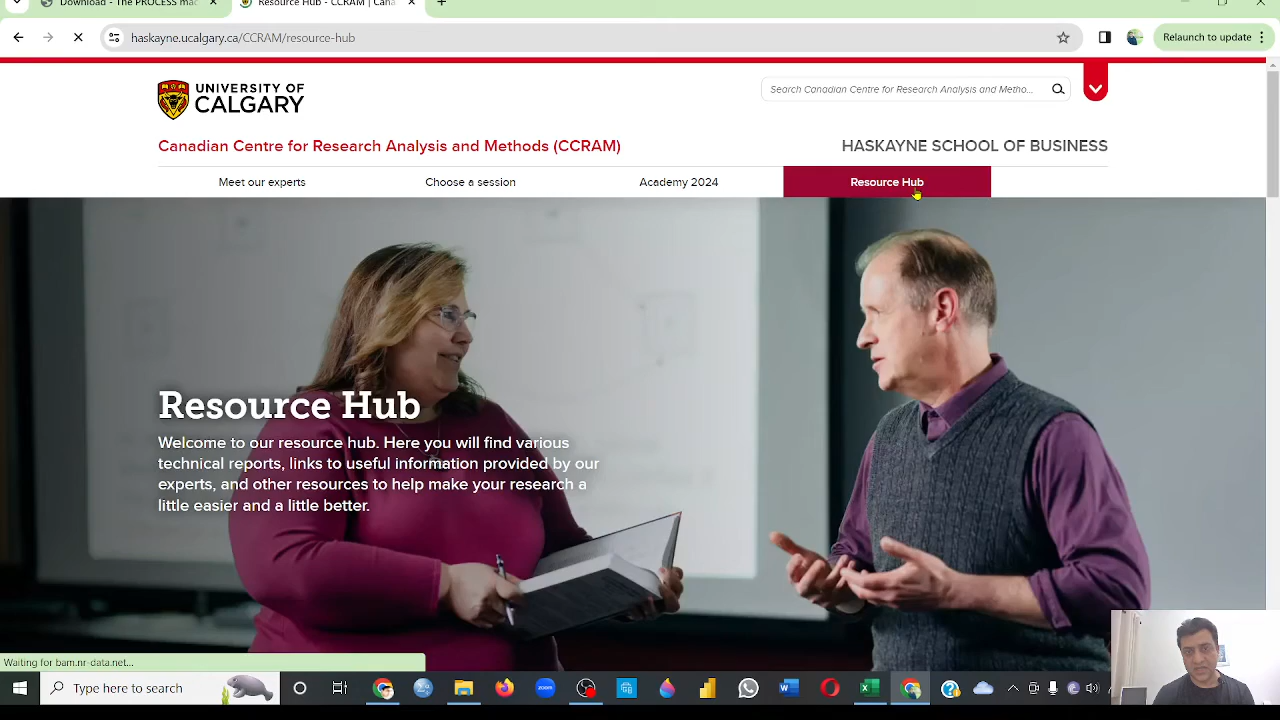 Download - The PROCESS mac
Resource Hub - CCRAM | Cana
haskayne.ucalgary.ca/CCRAM/resource-hub
Relaunch to update
UNIVERSITY OF
CALGARY
Search Canadian Centre for Research Analysis and Metho...
Canadian Centre for Research Analysis and Methods (CCRAM)
HASKAYNE SCHOOL OF BUSINESS
Meet our experts
Choose a session
Academy 2024
Resource Hub
Resource Hub
Welcome to our resource hub. Here you will find various
technical reports, links to useful information provided by our
experts, and other resources to help make your research a
little easier and a little better.
Waiting for bam.nr-data.net...
Type here to search
zoom